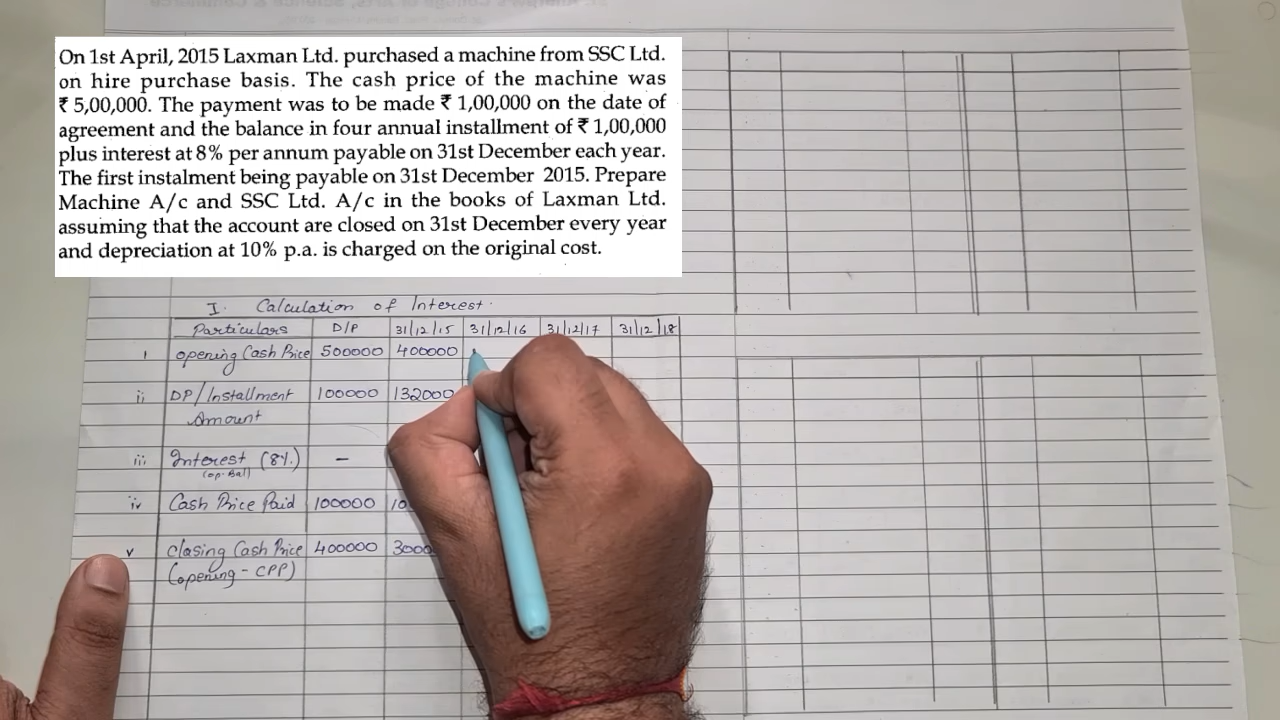 On 1st April, 2015 Laxman Ltd. purchased a machine from SSC Ltd.
on hire purchase basis. The cash price of the machine was
₹ 5,00,000. The payment was to be made ₹ 1,00,000 on the date of
agreement and the balance in four annual installment of ₹ 1,00,000
plus interest at 8% per annum payable on 31st December each year.
The first instalment being payable on 31st December 2015. Prepare
Machine A/c and SSC Ltd. A/c in the books of Laxman Ltd.
assuming that the account are closed on 31st December every year
and depreciation at 10% p.a. is charged on the original cost.
I. Calculation of Interest.
Particulars D/P 31/12/15 31/12/16 31/12/17 31/12/18
i opening Cash Price 500000 400000
ii DP/Installment 100000 132000
Amount
iii Interest (8%) –
(op. Bal)
iv Cash Price Paid 100000
v Clasing Cash Price 400000
(opening - CPP)